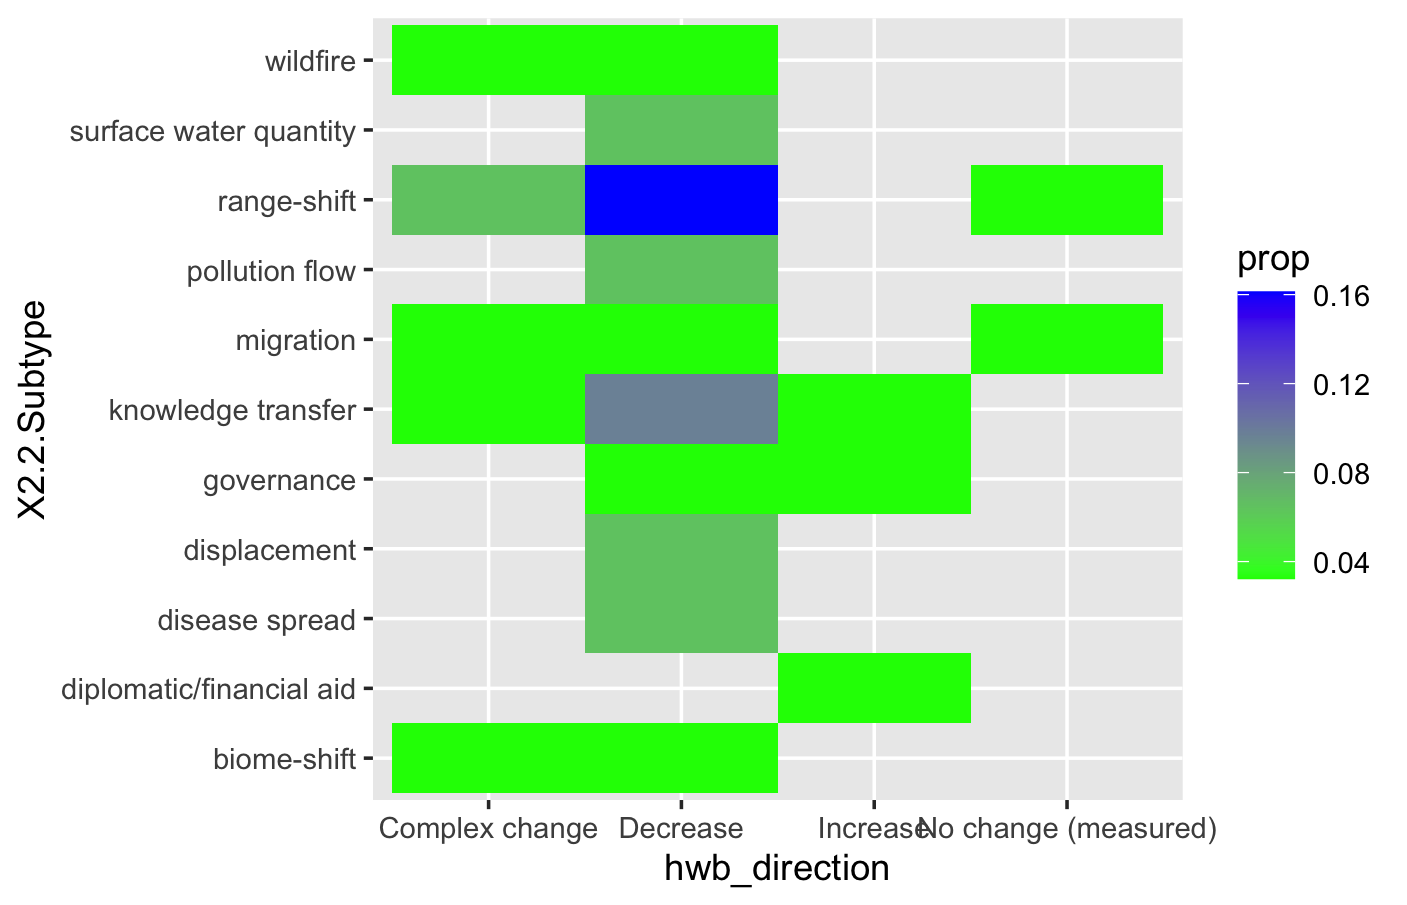 wildfire
surface water quantity
range-shift
pollution flow
migration
knowledge transfer
governance
displacement
disease spread
diplomatic/financial aid
biome-shift
X2.2.Subtype
Complex change
Decrease
Increase
No change (measured)
hwb_direction
prop
0.16
0.12
0.08
0.04